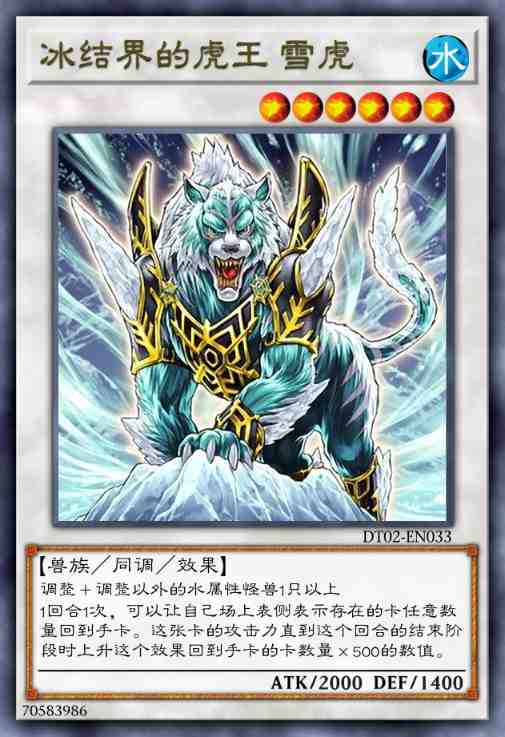 冰结界的虎王 雪虎
水
DT02-EN033
【兽族／同调／效果】
调整＋调整以外的水属性怪兽1只以上
1回合1次，可以让自己场上表侧表示存在的卡任意数
量回到手卡。这张卡的攻击力直到这个回合的结束阶
段时上升这个效果回到手卡的卡数量×500的数值。
ATK/2000 DEF/1400
70583986